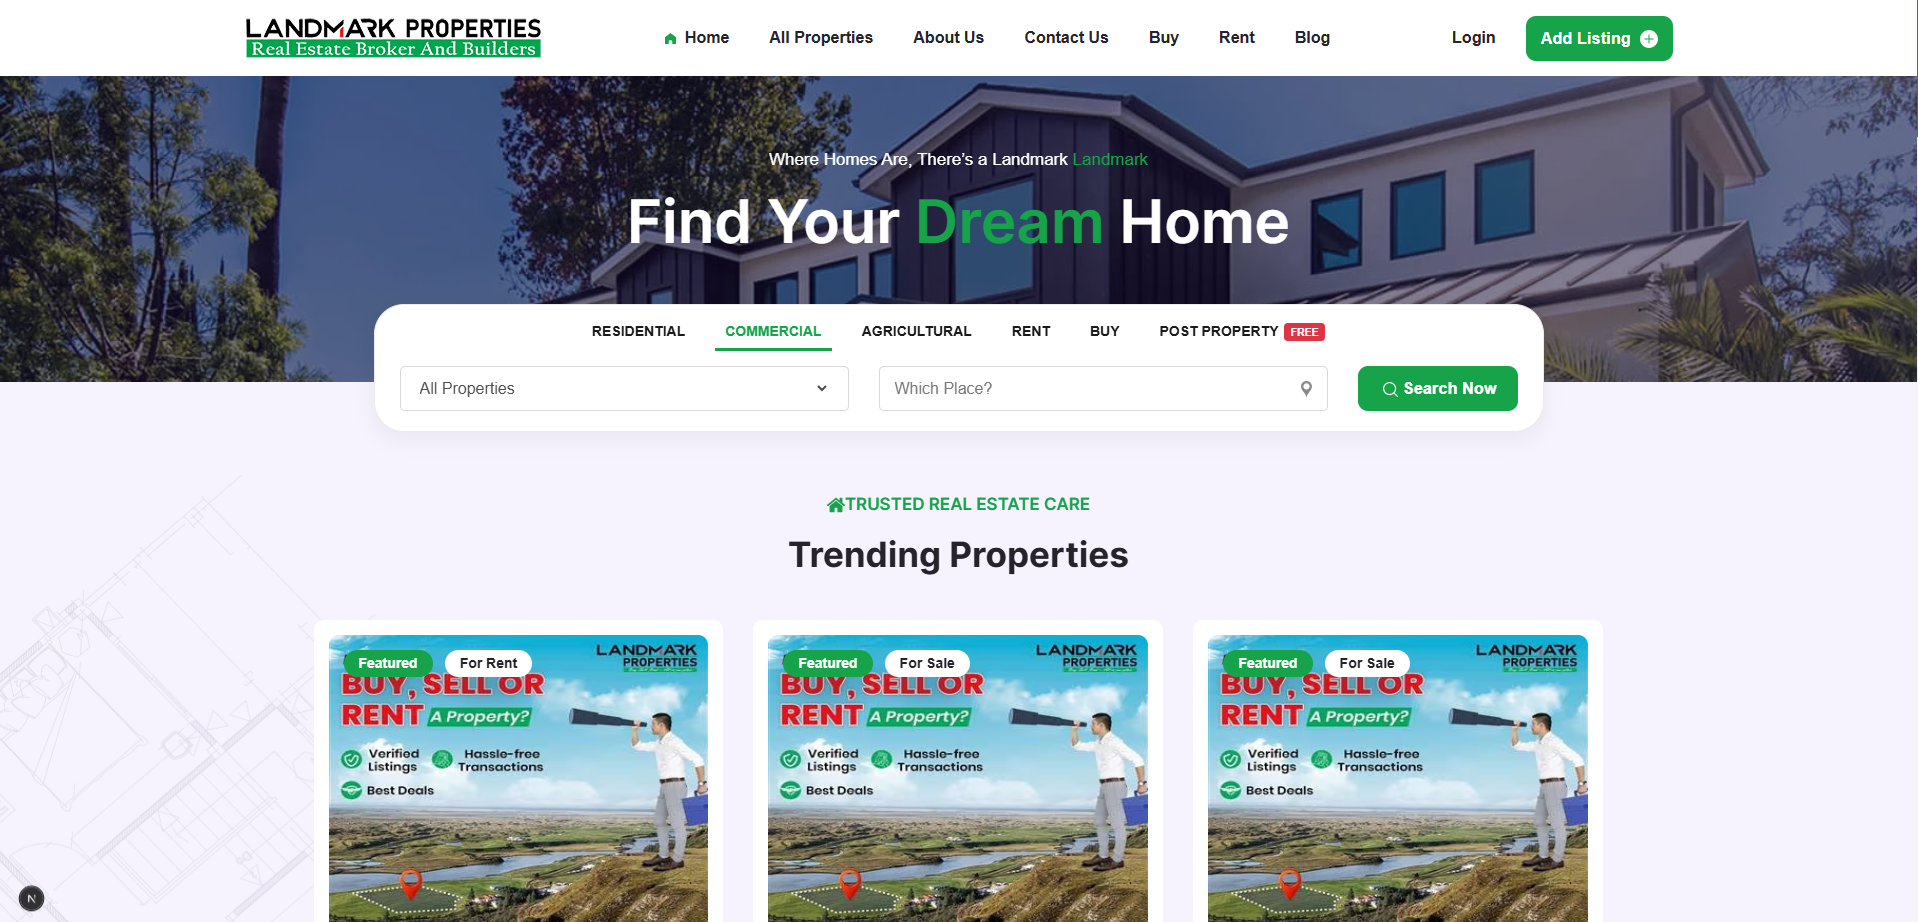 LANDMARK PROPERTIES
Real Estate Broker And Builders
Home All Properties About Us Contact Us Buy Rent Blog Login Add Listing
Where Homes Are, There's a Landmark Landmark
Find Your Dream Home
RESIDENTIAL COMMERCIAL AGRICULTURAL RENT BUY POST PROPERTY FREE
All Properties Which Place? Search Now
TRUSTED REAL ESTATE CARE
Trending Properties
Featured For Rent
LANDMARK
PROPERTIES
BUY, SELL OR
RENT A Property?
Verified Listings
Hassle-free Transactions
Best Deals
Featured For Sale
LANDMARK
PROPERTIES
BUY, SELL OR
RENT A Property?
Verified Listings
Hassle-free Transactions
Best Deals
Featured For Sale
LANDMARK
PROPERTIES
BUY, SELL OR
RENT A Property?
Verified Listings
Hassle-free Transactions
Best Deals
N